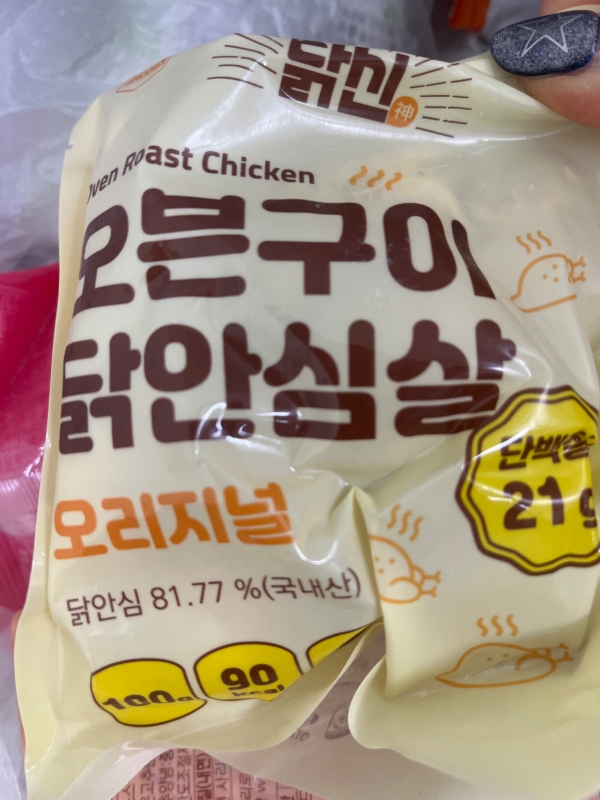 닭신
神
Oven Roast Chicken
오븐구이
닭안심살
단백질
21g
오리지널
닭안심 81.77 %(국내산)
100g
90
kcal